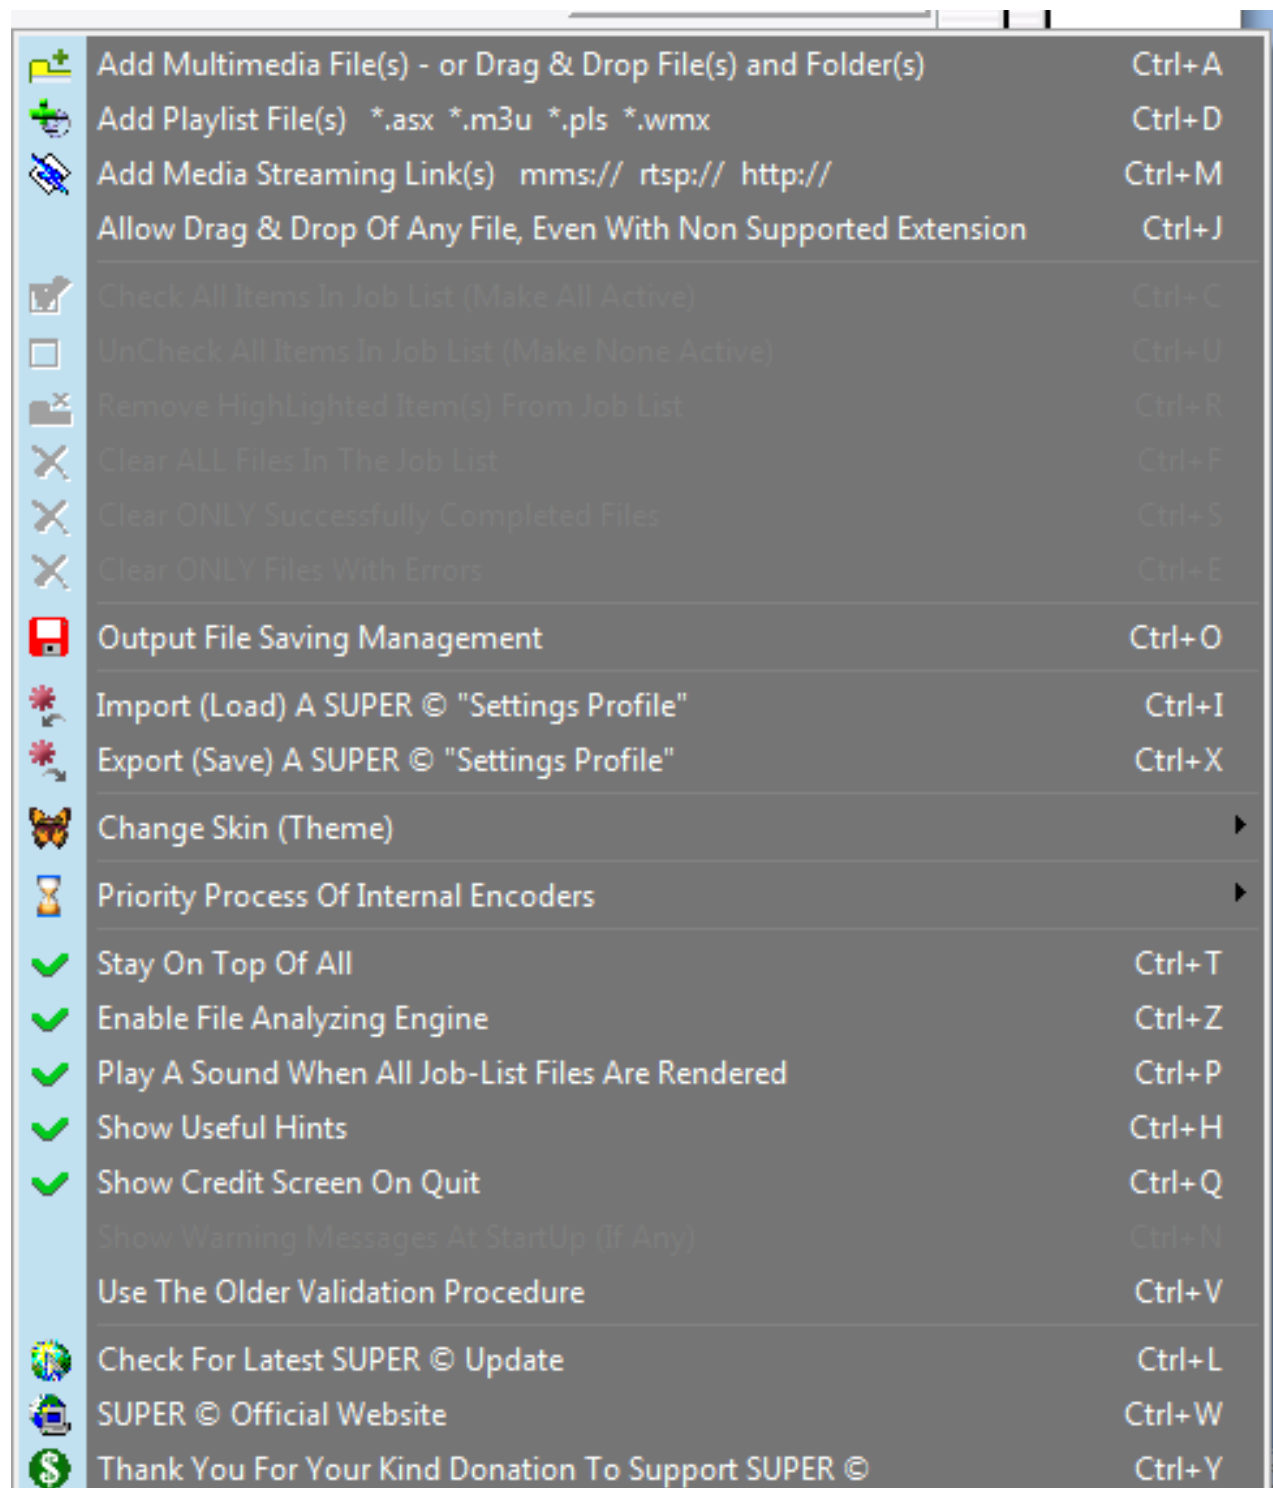 Add Multimedia File(s) - or Drag & Drop File(s) and Folder(s) Ctrl+A
Add Playlist File(s) *.asx *.m3u *.pls *.wmx Ctrl+D
Add Media Streaming Link(s) mms:// rtsp:// http:// Ctrl+M
Allow Drag & Drop Of Any File, Even With Non Supported Extension Ctrl+J
Check All Items In Job List (Make All Active) Ctrl+C
UnCheck All Items In Job List (Make None Active) Ctrl+U
Remove HighLighted Item(s) From Job List Ctrl+R
Clear ALL Files In The Job List Ctrl+F
Clear ONLY Successfully Completed Files Ctrl+S
Clear ONLY Files With Errors Ctrl+E
Output File Saving Management Ctrl+O
Import (Load) A SUPER © "Settings Profile" Ctrl+I
Export (Save) A SUPER © "Settings Profile" Ctrl+X
Change Skin (Theme)
Priority Process Of Internal Encoders
Stay On Top Of All Ctrl+T
Enable File Analyzing Engine Ctrl+Z
Play A Sound When All Job-List Files Are Rendered Ctrl+P
Show Useful Hints Ctrl+H
Show Credit Screen On Quit Ctrl+Q
Show Warning Messages At StartUp (If Any) Ctrl+N
Use The Older Validation Procedure Ctrl+V
Check For Latest SUPER © Update Ctrl+L
SUPER © Official Website Ctrl+W
Thank You For Your Kind Donation To Support SUPER © Ctrl+Y